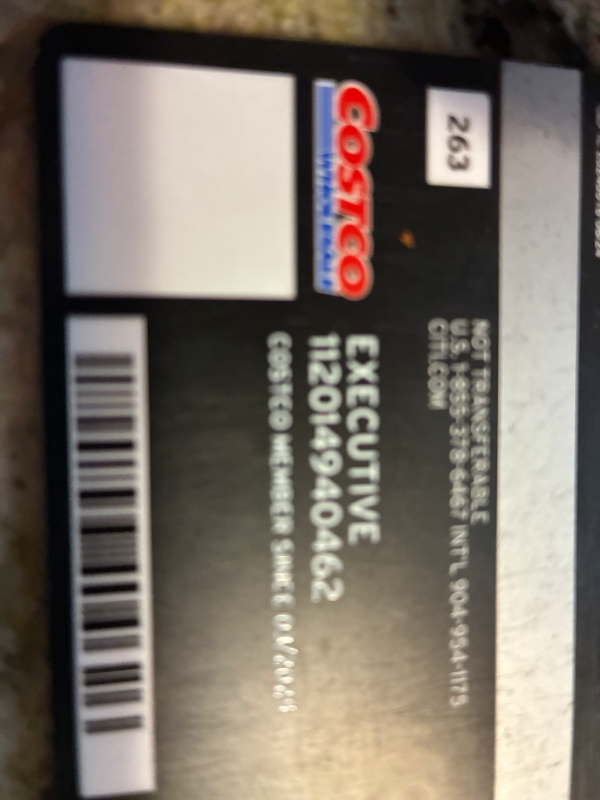 263
NOT TRANSFERABLE
U.S. 1-855-378-6467 INT'L 904-954-1175
CITI.COM
COSTCO
WHOLESALE
EXECUTIVE
112014940462
COSTCO MEMBER SINCE